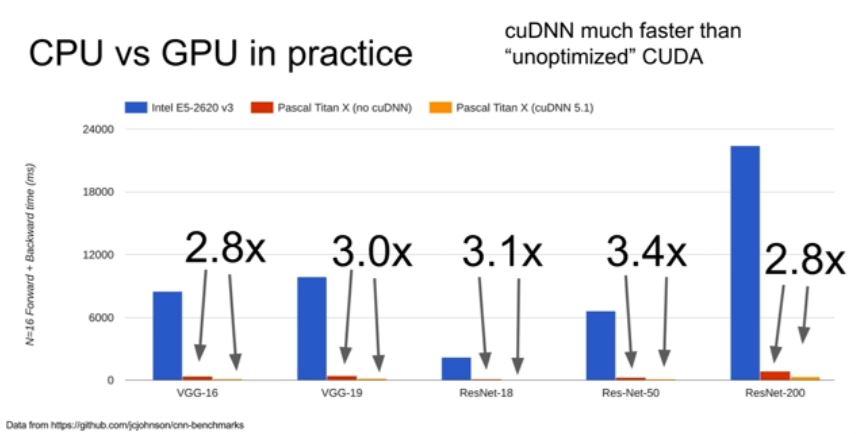 CPU vs GPU in practice
cuDNN much faster than
“unoptimized” CUDA
Intel E5-2620 v3
Pascal Titan X (no cuDNN)
Pascal Titan X (cuDNN 5.1)
N=16 Forward + Backward time (ms)
24000
18000
12000
6000
0
2.8x
3.0x
3.1x
3.4x
2.8x
VGG-16
VGG-19
ResNet-18
Res-Net-50
ResNet-200
Data from https://github.com/jcjohnson/cnn-benchmarks